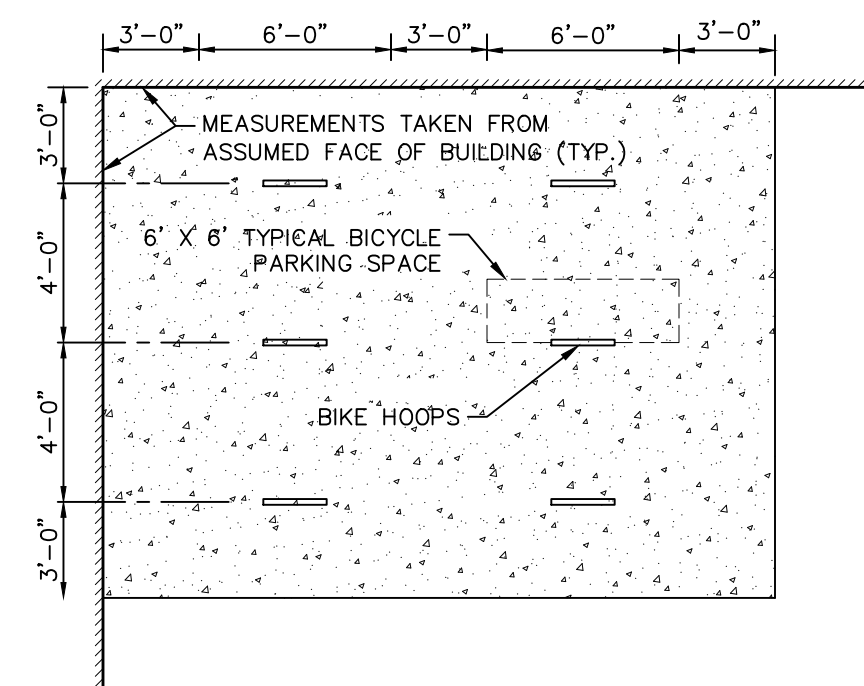 3'-0" 6'-0" 3'-0" 6'-0" 3'-0"
3'-0"
MEASUREMENTS TAKEN FROM
ASSUMED FACE OF BUILDING (TYP.)
4'-0"
6' X 6' TYPICAL BICYCLE
PARKING SPACE
4'-0"
BIKE HOOPS
3'-0"